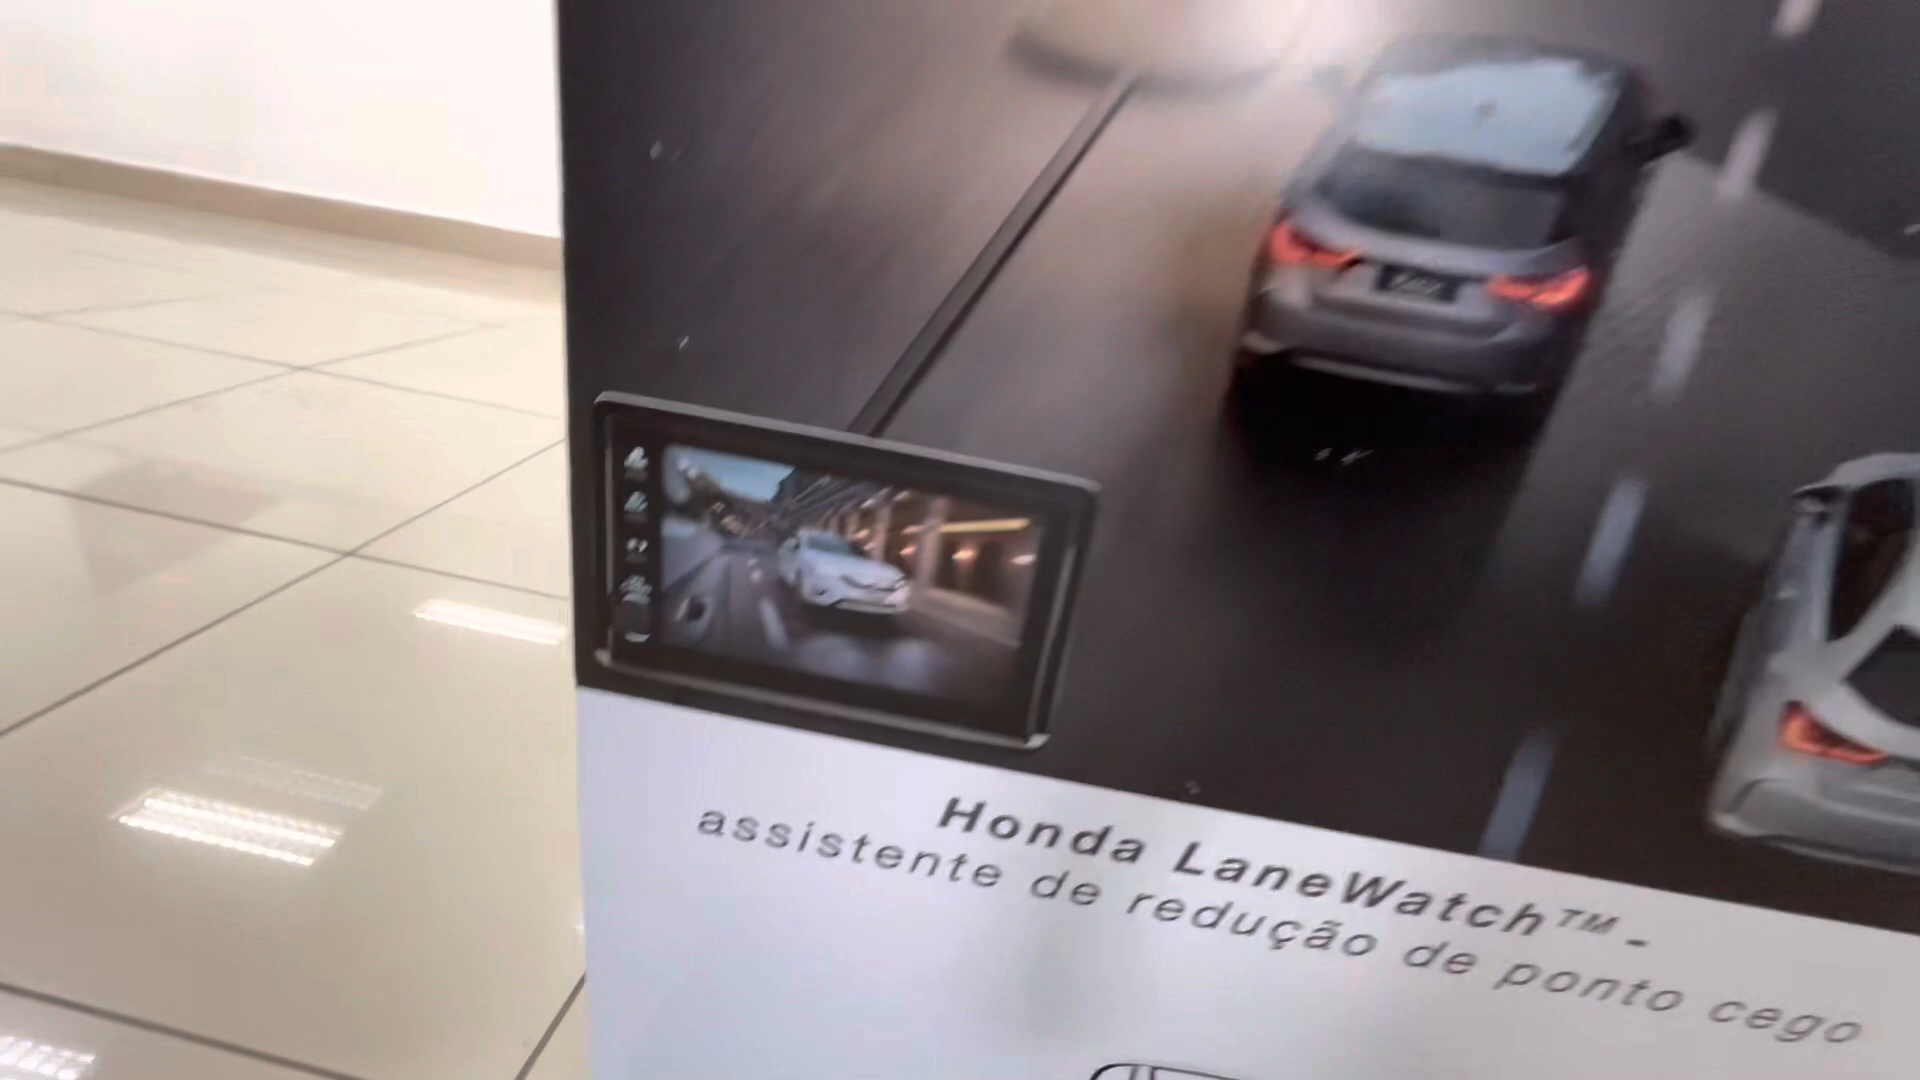 Honda LaneWatch™ -
assistente de redução de ponto cego